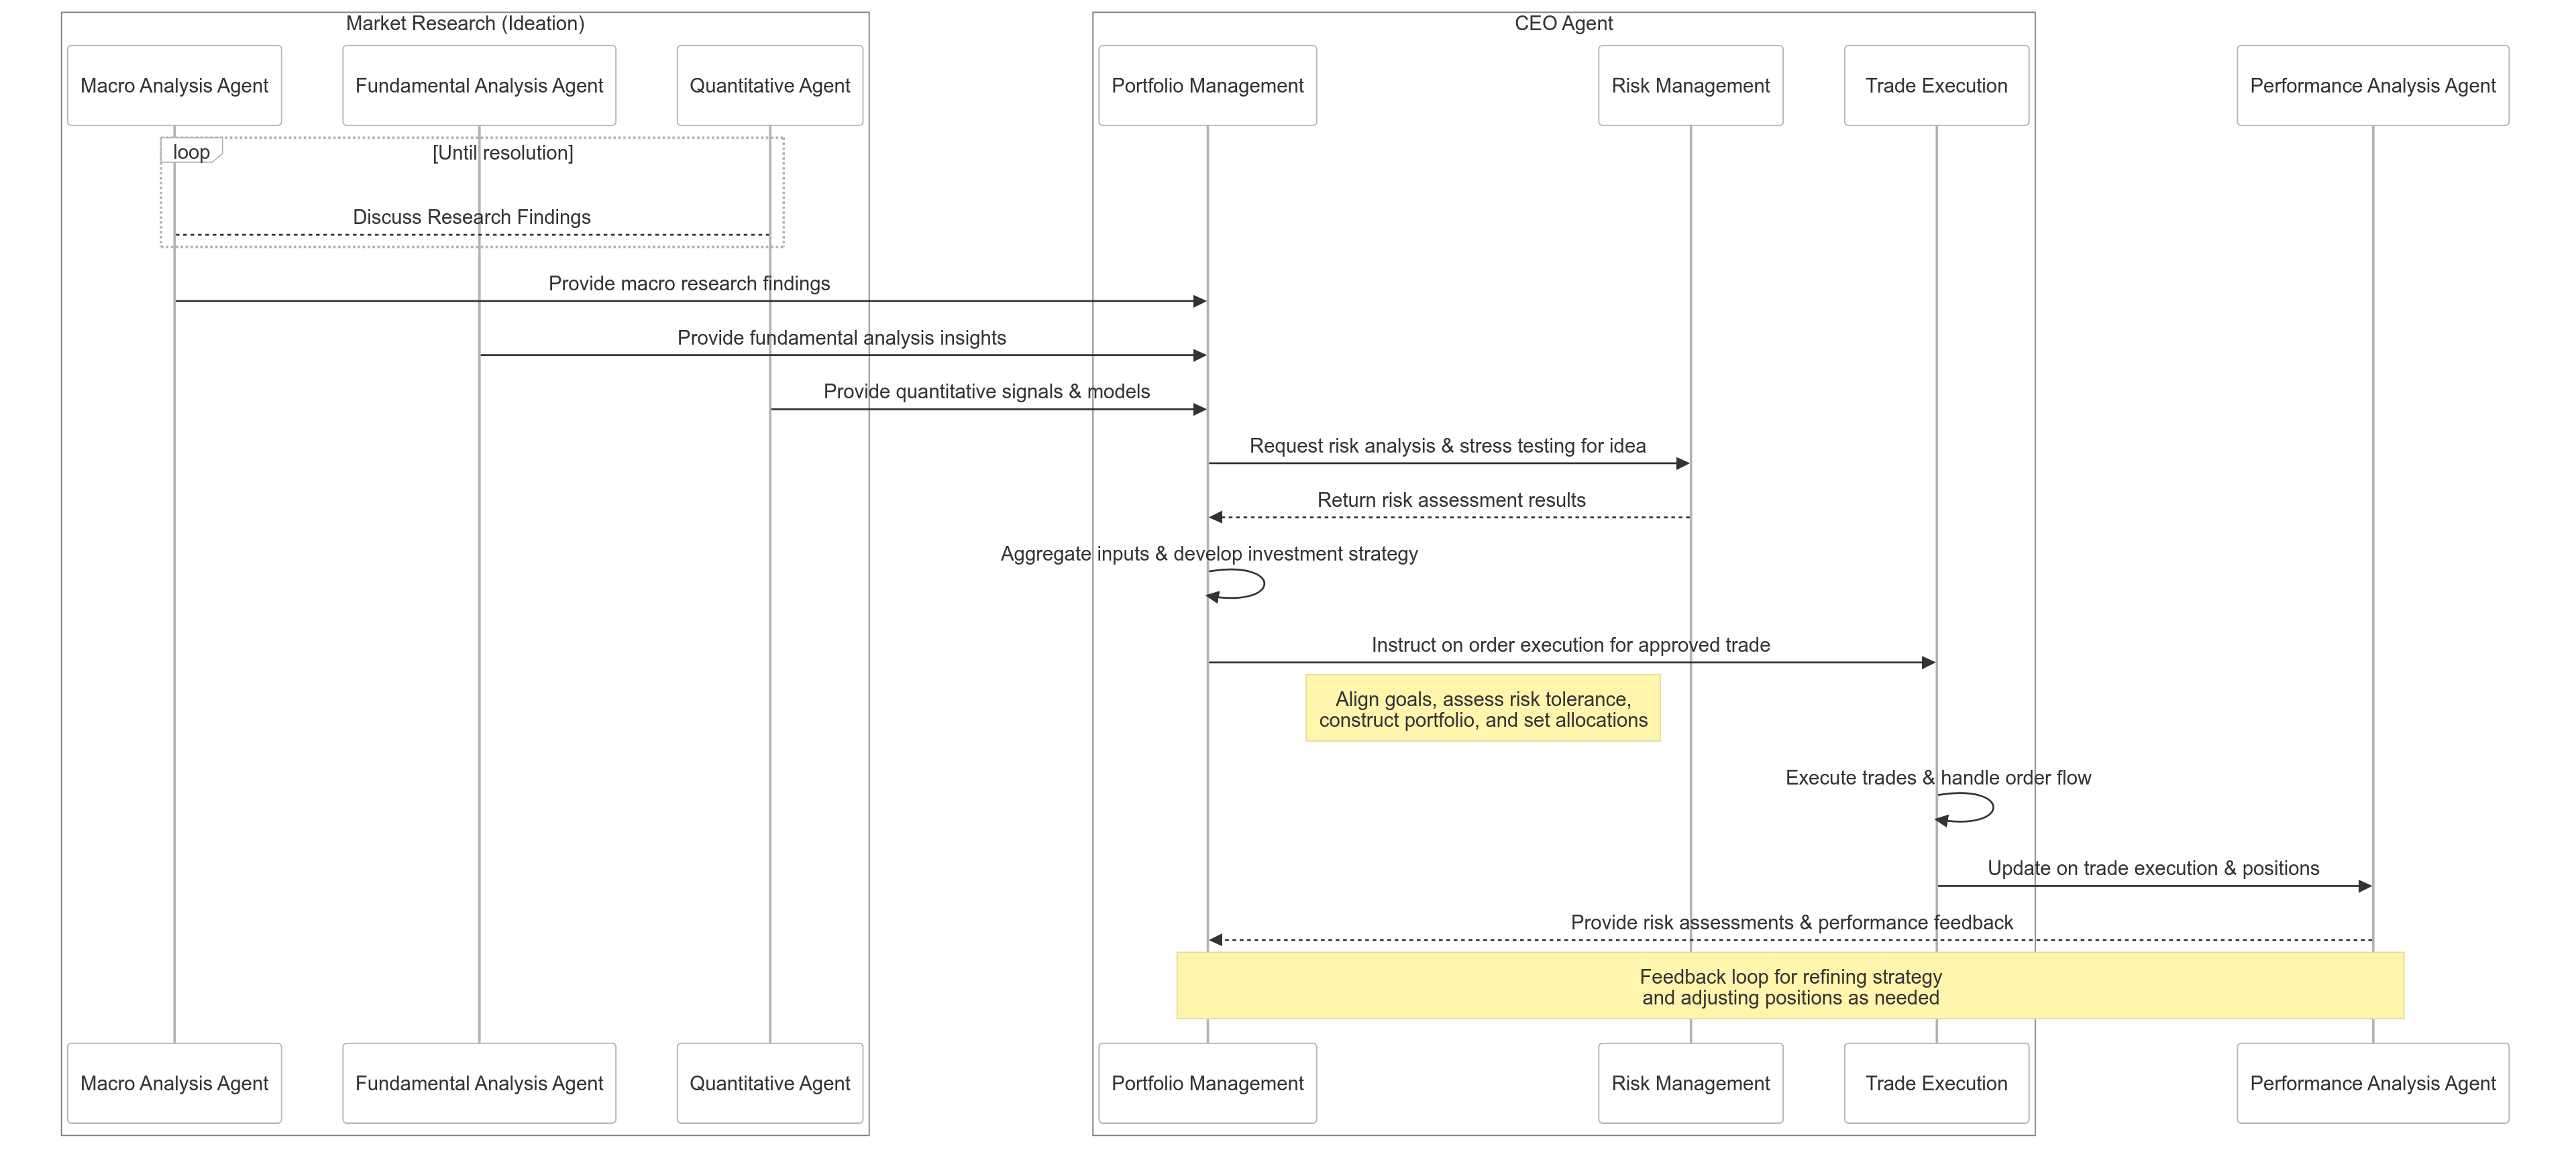 Market Research (Ideation)
CEO Agent
Macro Analysis Agent
Fundamental Analysis Agent
Quantitative Agent
Portfolio Management
Risk Management
Trade Execution
Performance Analysis Agent
loop
[Until resolution]
Discuss Research Findings
Provide macro research findings
Provide fundamental analysis insights
Provide quantitative signals & models
Request risk analysis & stress testing for idea
Return risk assessment results
Aggregate inputs & develop investment strategy
Instruct on order execution for approved trade
Align goals, assess risk tolerance,
construct portfolio, and set allocations
Execute trades & handle order flow
Update on trade execution & positions
Provide risk assessments & performance feedback
Feedback loop for refining strategy
and adjusting positions as needed
Macro Analysis Agent
Fundamental Analysis Agent
Quantitative Agent
Portfolio Management
Risk Management
Trade Execution
Performance Analysis Agent